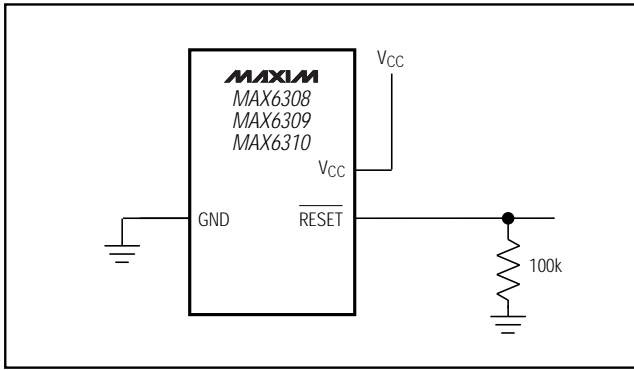 MAXIM
MAX6308
MAX6309
MAX6310
VCC
VCC
GND
RESET
100k